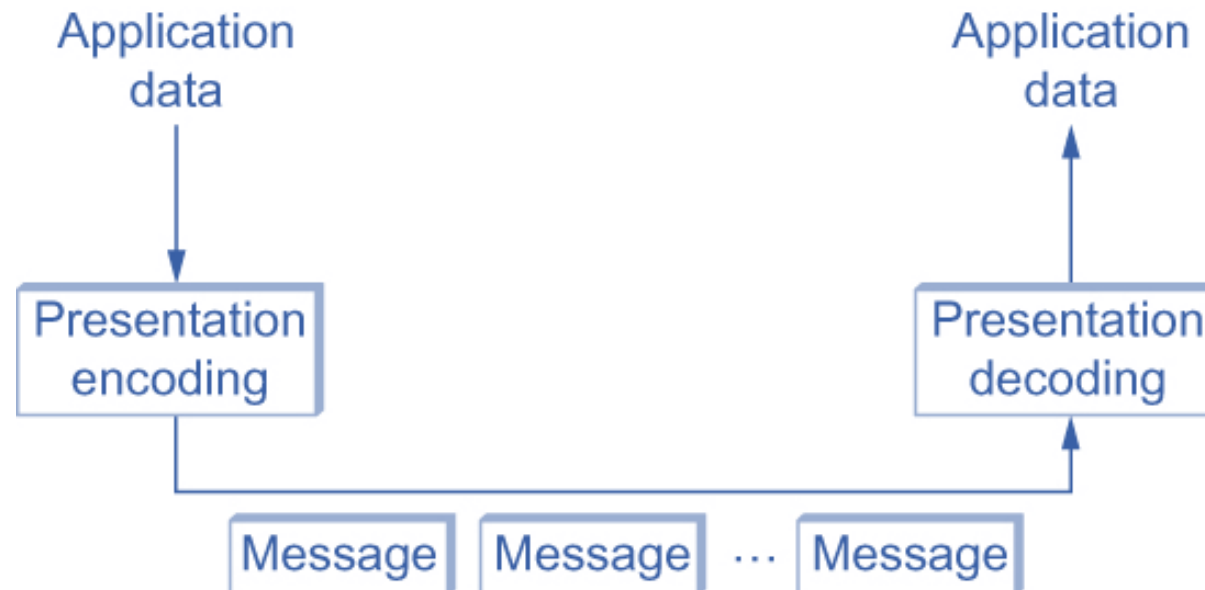 Application
data
Application
data
Presentation
encoding
Presentation
decoding
Message
Message
...
Message